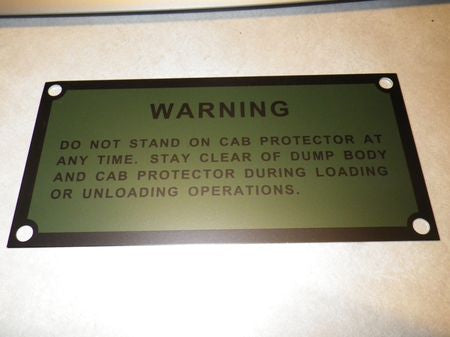 WARNING
DO NOT STAND ON CAB PROTECTOR AT
ANY TIME. STAY CLEAR OF DUMP BODY
AND CAB PROTECTOR DURING LOADING
OR UNLOADING OPERATIONS.